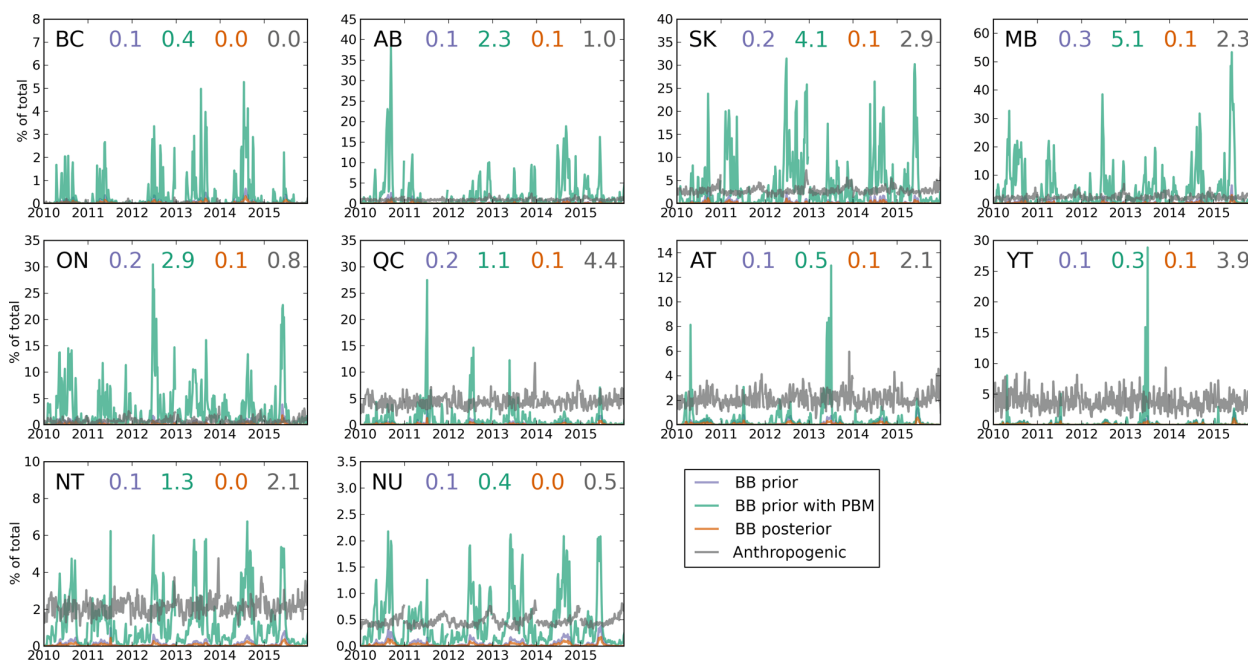 BC 0.1 0.4 0.0 0.0
% of total
8
7
6
5
4
3
2
1
0
2010 2011 2012 2013 2014 2015
AB 0.1 2.3 0.1 1.0
45
40
35
30
25
20
15
10
5
0
2010 2011 2012 2013 2014 2015
SK 0.2 4.1 0.1 2.9
40
35
30
25
20
15
10
5
0
2010 2011 2012 2013 2014 2015
MB 0.3 5.1 0.1 2.3
60
50
40
30
20
10
0
2010 2011 2012 2013 2014 2015
ON 0.2 2.9 0.1 0.8
% of total
35
30
25
20
15
10
5
0
2010 2011 2012 2013 2014 2015
QC 0.2 1.1 0.1 4.4
35
30
25
20
15
10
5
0
2010 2011 2012 2013 2014 2015
AT 0.1 0.5 0.1 2.1
14
12
10
8
6
4
2
0
2010 2011 2012 2013 2014 2015
YT 0.1 0.3 0.1 3.9
30
25
20
15
10
5
0
2010 2011 2012 2013 2014 2015
NT 0.1 1.3 0.0 2.1
% of total
10
8
6
4
2
0
2010 2011 2012 2013 2014 2015
NU 0.1 0.4 0.0 0.5
3.5
3.0
2.5
2.0
1.5
1.0
0.5
0.0
2010 2011 2012 2013 2014 2015
BB prior
BB prior with PBM
BB posterior
Anthropogenic